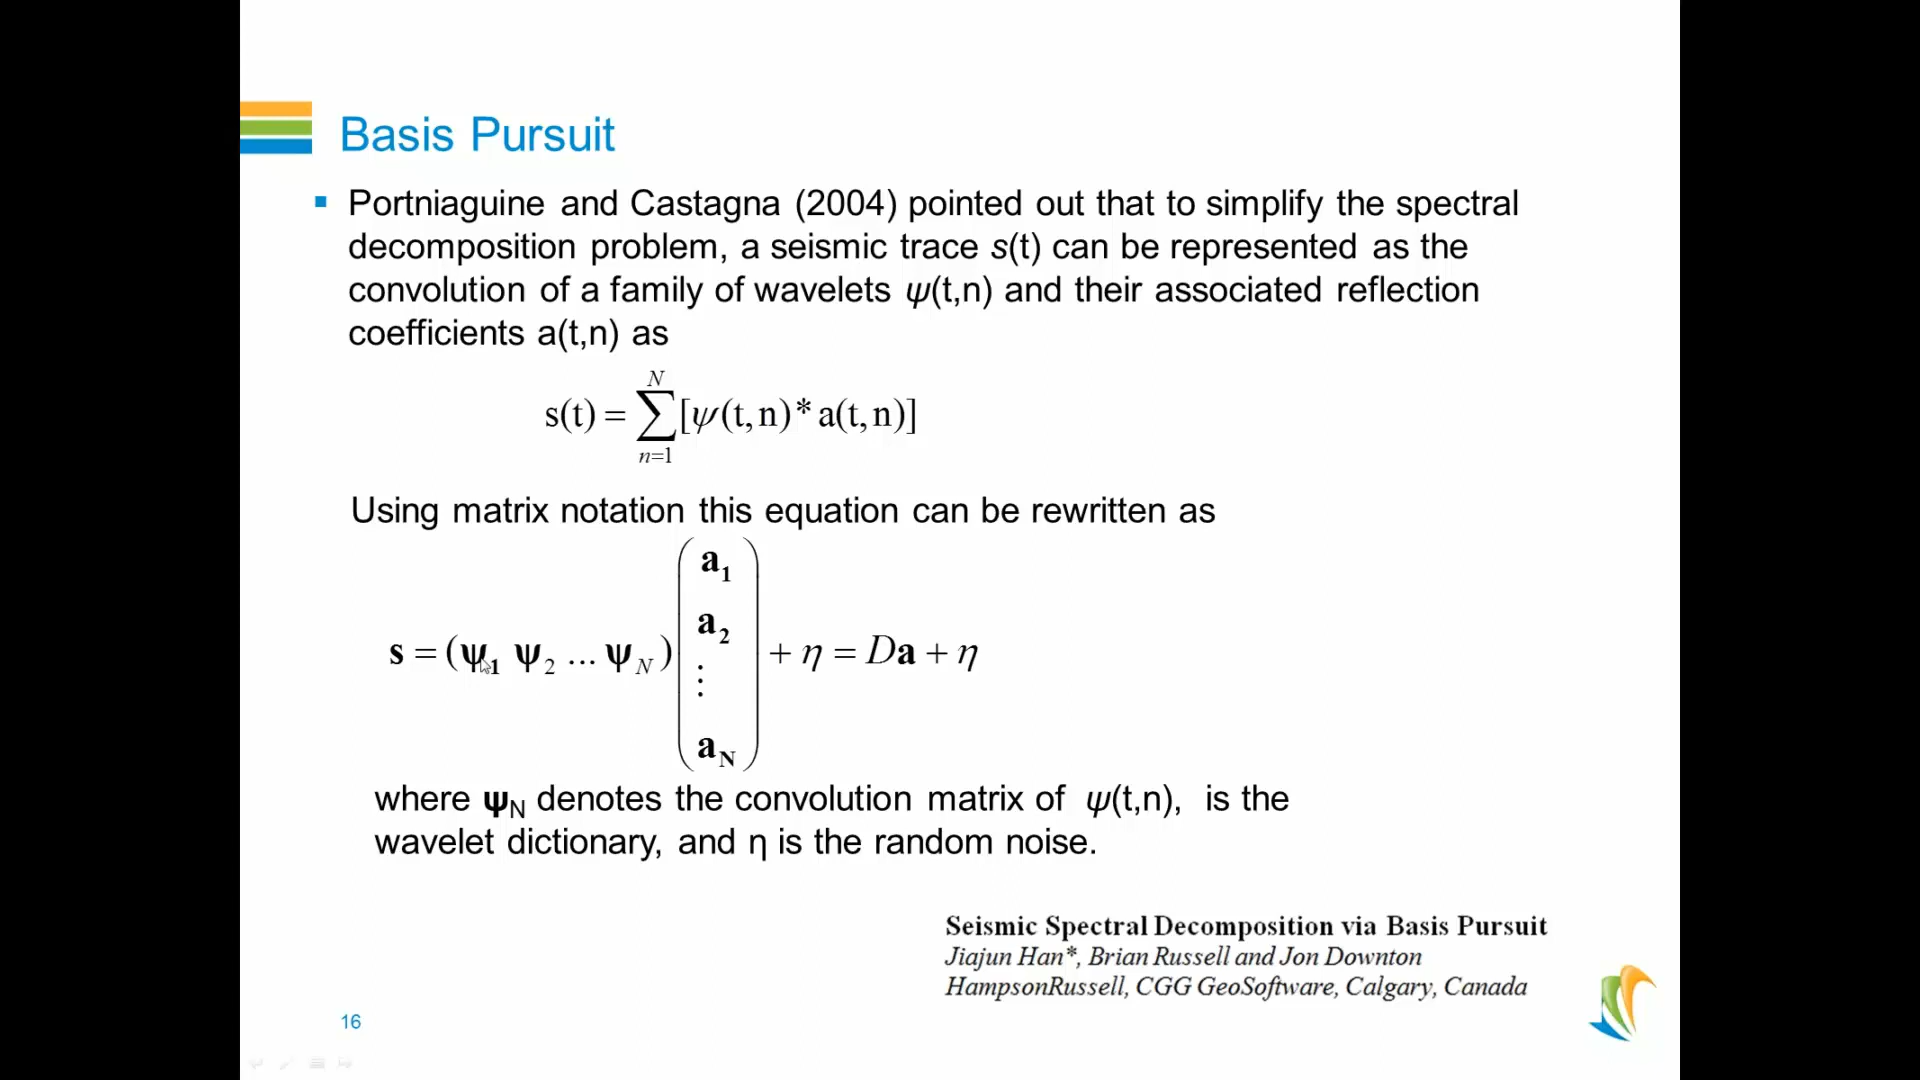 Basis Pursuit
▪ Portniaguine and Castagna (2004) pointed out that to simplify the spectral
decomposition problem, a seismic trace s(t) can be represented as the
convolution of a family of wavelets ψ(t,n) and their associated reflection
coefficients a(t,n) as
s(t) = ∑_{n=1}^{N} [ψ(t,n)*a(t,n)]
Using matrix notation this equation can be rewritten as
s = (ψ₁ ψ₂ ... ψ_N) (a₁ a₂ ⋮ a_N) + η = Da + η
where ψ_N denotes the convolution matrix of ψ(t,n), is the
wavelet dictionary, and η is the random noise.
Seismic Spectral Decomposition via Basis Pursuit
Jiajun Han*, Brian Russell and Jon Downton
HampsonRussell, CGG GeoSoftware, Calgary, Canada
16